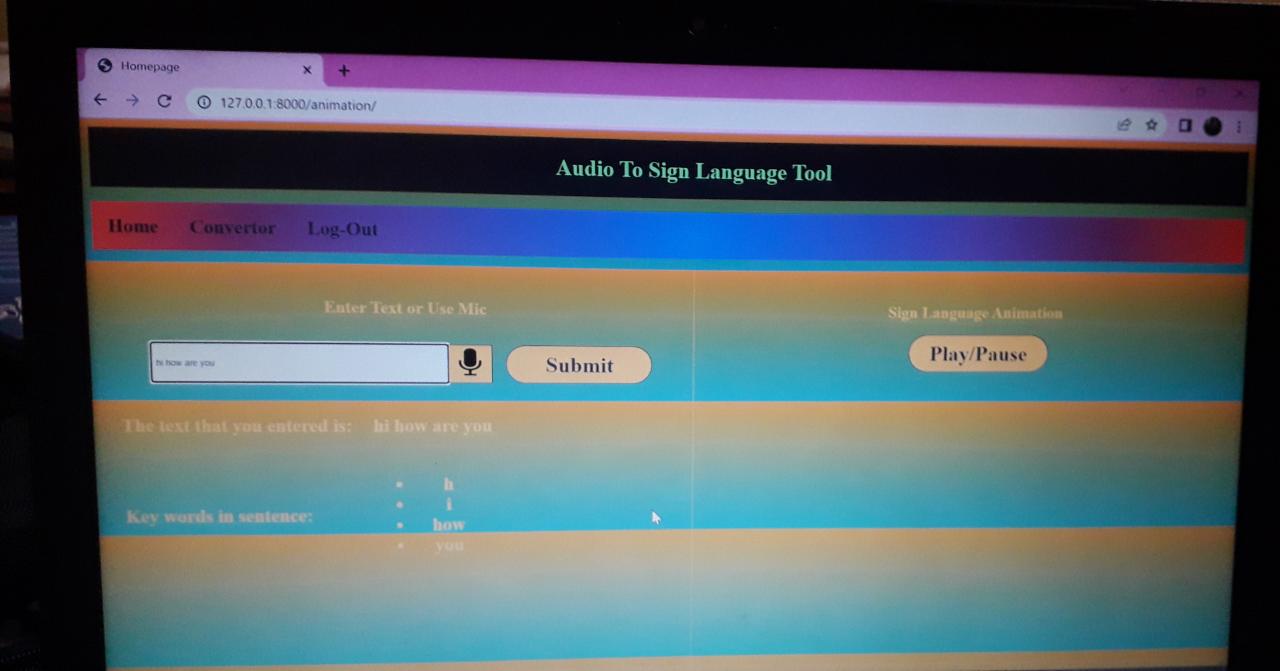 Homepage
127.0.0.1:8000/animation/
Audio To Sign Language Tool
Home Convertor Log-Out
Enter Text or Use Mic
Sign Language Animation
hi how are you
Submit
Play/Pause
The text that you entered is: hi how are you
Key words in sentence:
h
i
how
you